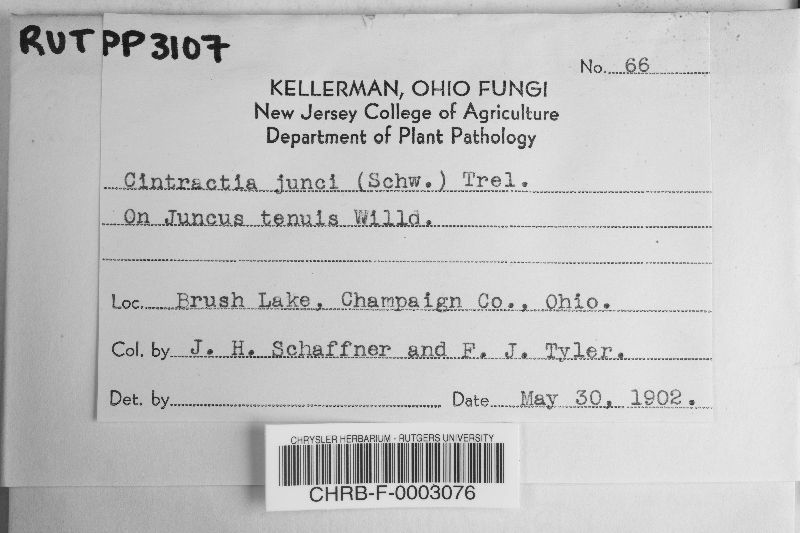 RUTPP3107
No. 66
KELLERMAN, OHIO FUNGI
New Jersey College of Agriculture
Department of Plant Pathology
Cintractia junci (Schw.) Trel.
On Juncus tenuis Willd.
Loc. Brush Lake, Champaign Co., Ohio.
Col. by J. H. Schaffner and F. J. Tyler.
Det. by Date May 30, 1902.
CHRYSLER HERBARIUM - RUTGERS UNIVERSITY
CHRB-F-0003076